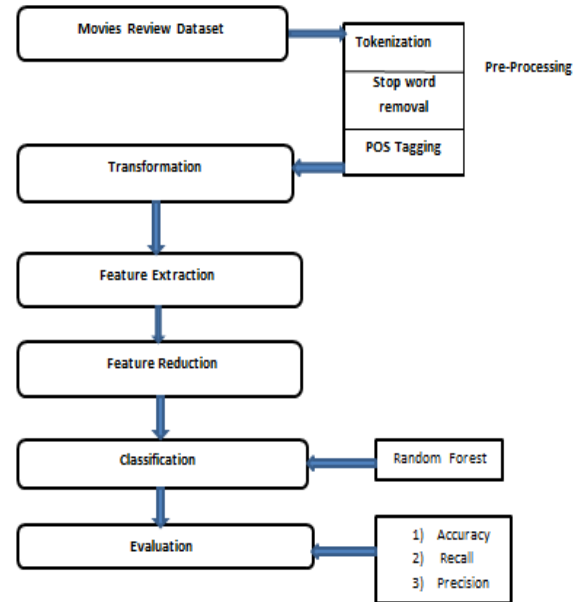 Movies Review Dataset
Tokenization
Pre-Processing
Stop word
removal
POS Tagging
Transformation
Feature Extraction
Feature Reduction
Classification
Random Forest
Evaluation
1) Accuracy
2) Recall
3) Precision